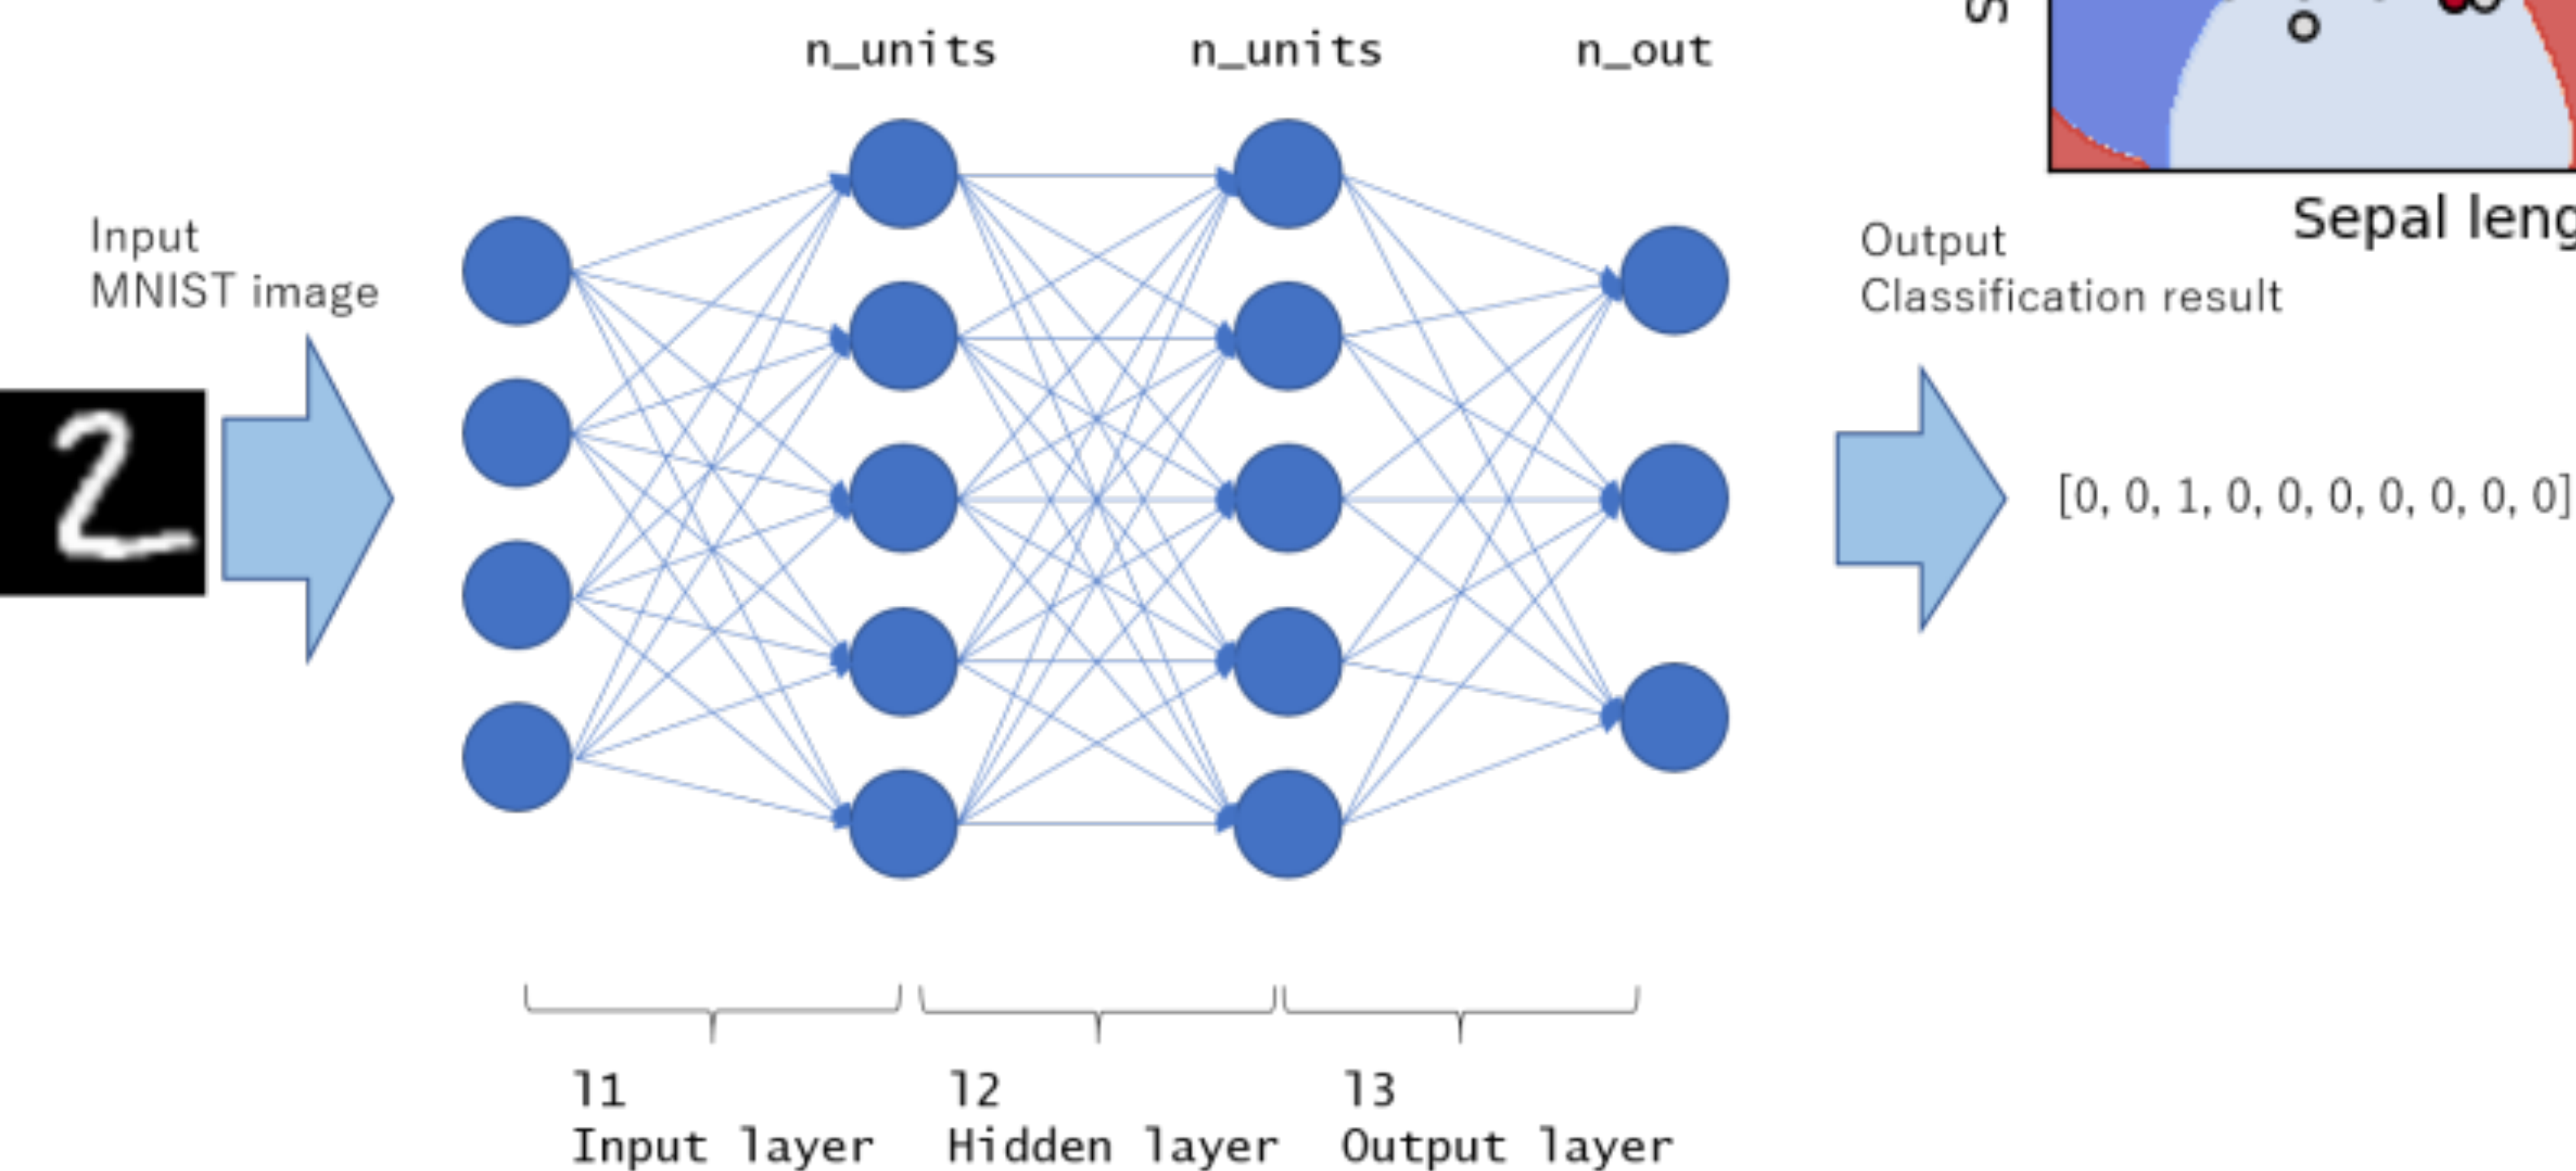 n_units n_units n_out
S
Sepal leng
Input
MNIST image
Output
Classification result
2
[0, 0, 1, 0, 0, 0, 0, 0, 0, 0]
l1 l2 l3
Input layer Hidden layer Output layer